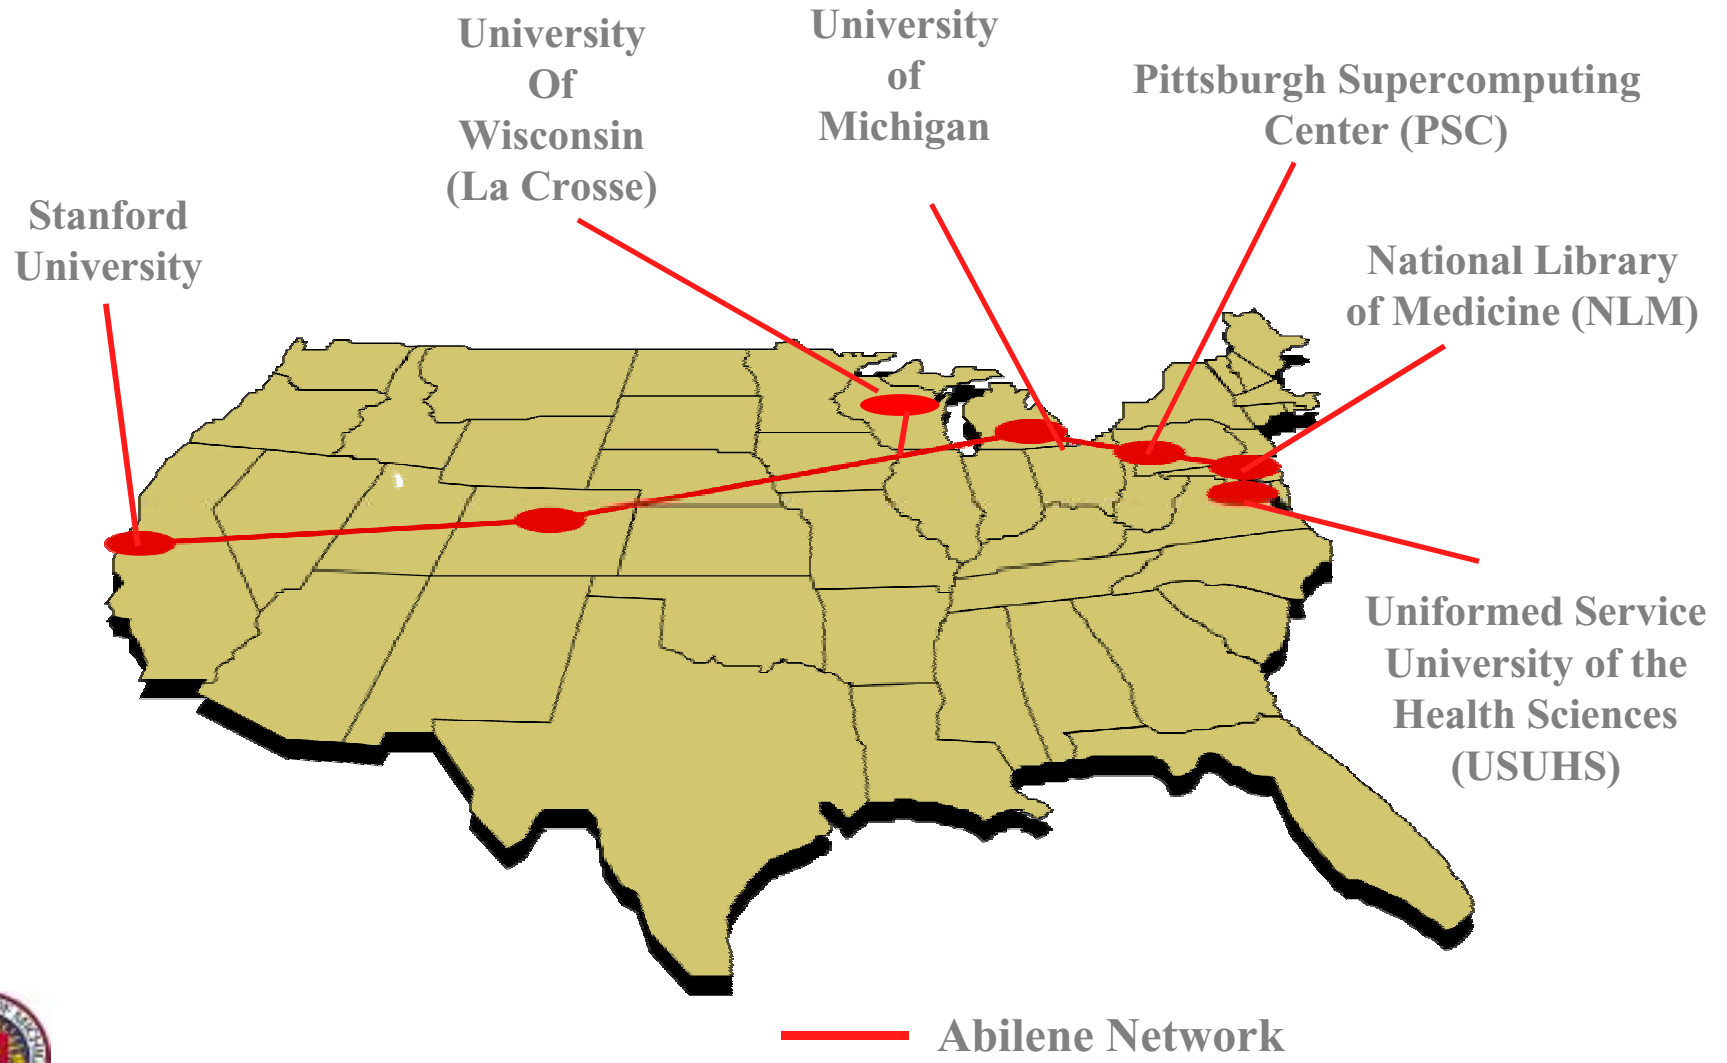 University
Of
Wisconsin
(La Crosse)
University
of
Michigan
Pittsburgh Supercomputing
Center (PSC)
Stanford
University
National Library
of Medicine (NLM)
Uniformed Service
University of the
Health Sciences
(USUHS)
Abilene Network